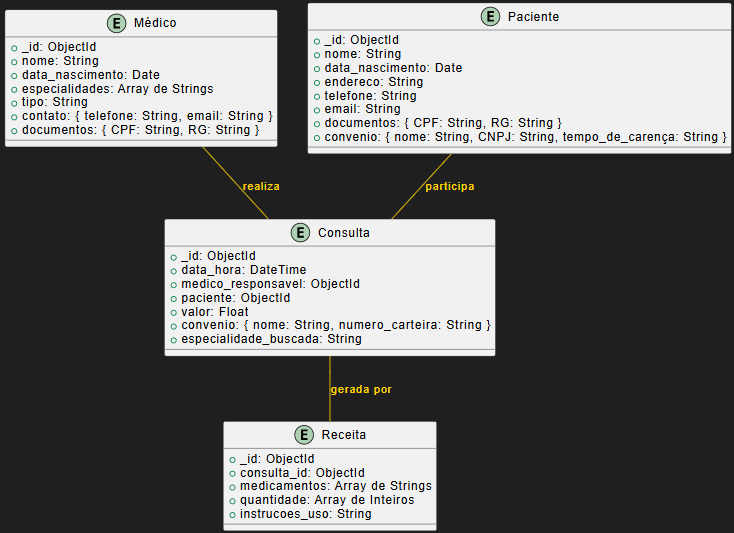 E Médico
_id: ObjectId
nome: String
data_nascimento: Date
especialidades: Array de Strings
tipo: String
contato: { telefone: String, email: String }
documentos: { CPF: String, RG: String }
E Paciente
_id: ObjectId
nome: String
data_nascimento: Date
endereco: String
telefone: String
email: String
documentos: { CPF: String, RG: String }
convenio: { nome: String, CNPJ: String, tempo_de_carença: String }
realiza
participa
E Consulta
_id: ObjectId
data_hora: DateTime
medico_responsavel: ObjectId
paciente: ObjectId
valor: Float
convenio: { nome: String, numero_carteira: String }
especialidade_buscada: String
gerada por
E Receita
_id: ObjectId
consulta_id: ObjectId
medicamentos: Array de Strings
quantidade: Array de Inteiros
instrucoes_uso: String